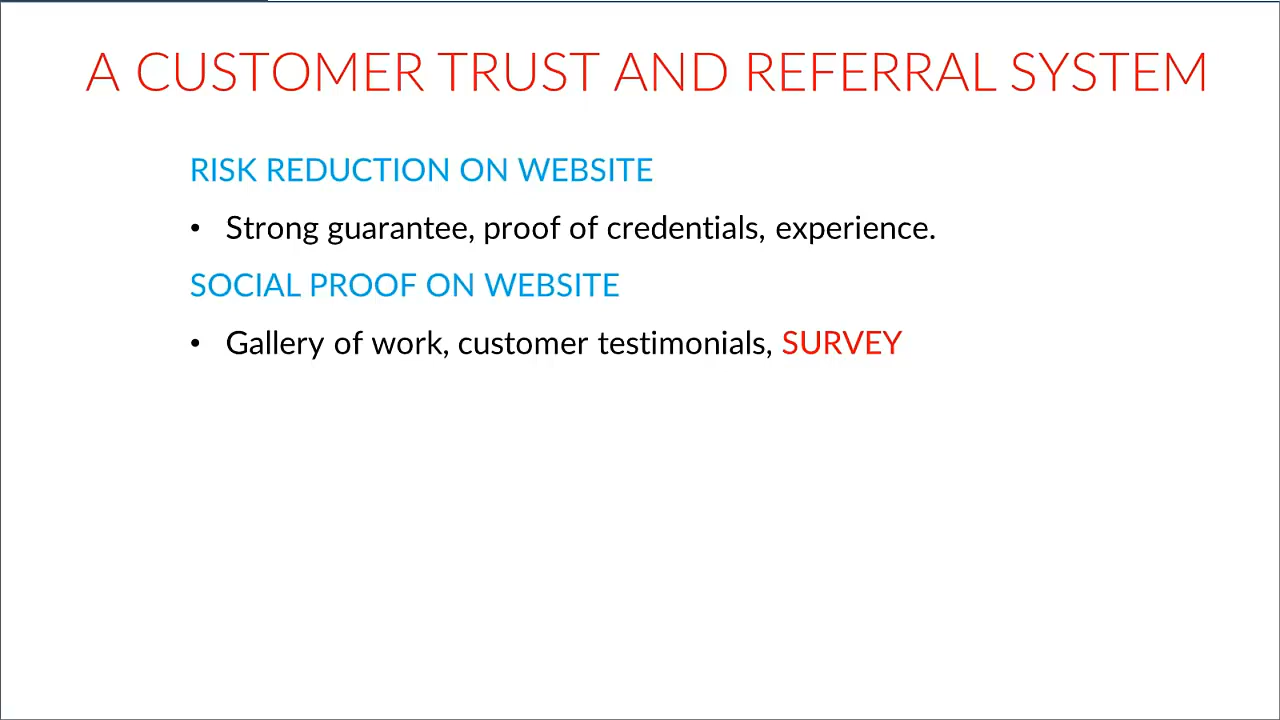 A CUSTOMER TRUST AND REFERRAL SYSTEM
RISK REDUCTION ON WEBSITE
• Strong guarantee, proof of credentials, experience.
SOCIAL PROOF ON WEBSITE
• Gallery of work, customer testimonials, SURVEY